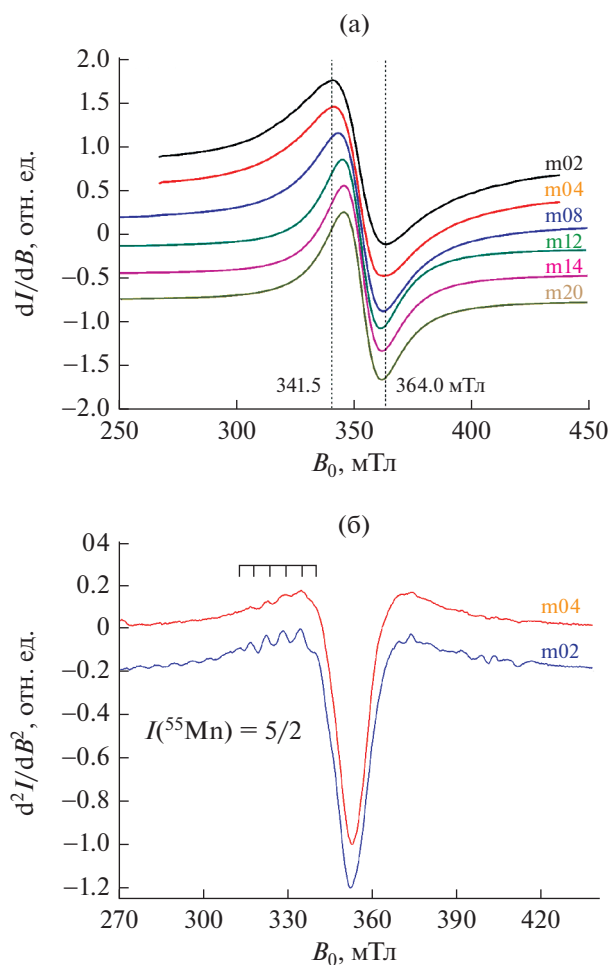 (а)
2.0
1.5
1.0
0.5
0
−0.5
−1.0
−1.5
−2.0
dI/dB, отн. ед.
m02
m04
m08
m12
m14
m20
341.5
364.0 мТл
250 300 350 400 450
B₀, мТл
(б)
04
0.2
0
−0.2
−0.4
−0.6
−0.8
−1.0
−1.2
d²I/dB², отн. ед.
m04
m02
I(⁵⁵Mn) = 5/2
270 300 330 360 390 420
B₀, мТл